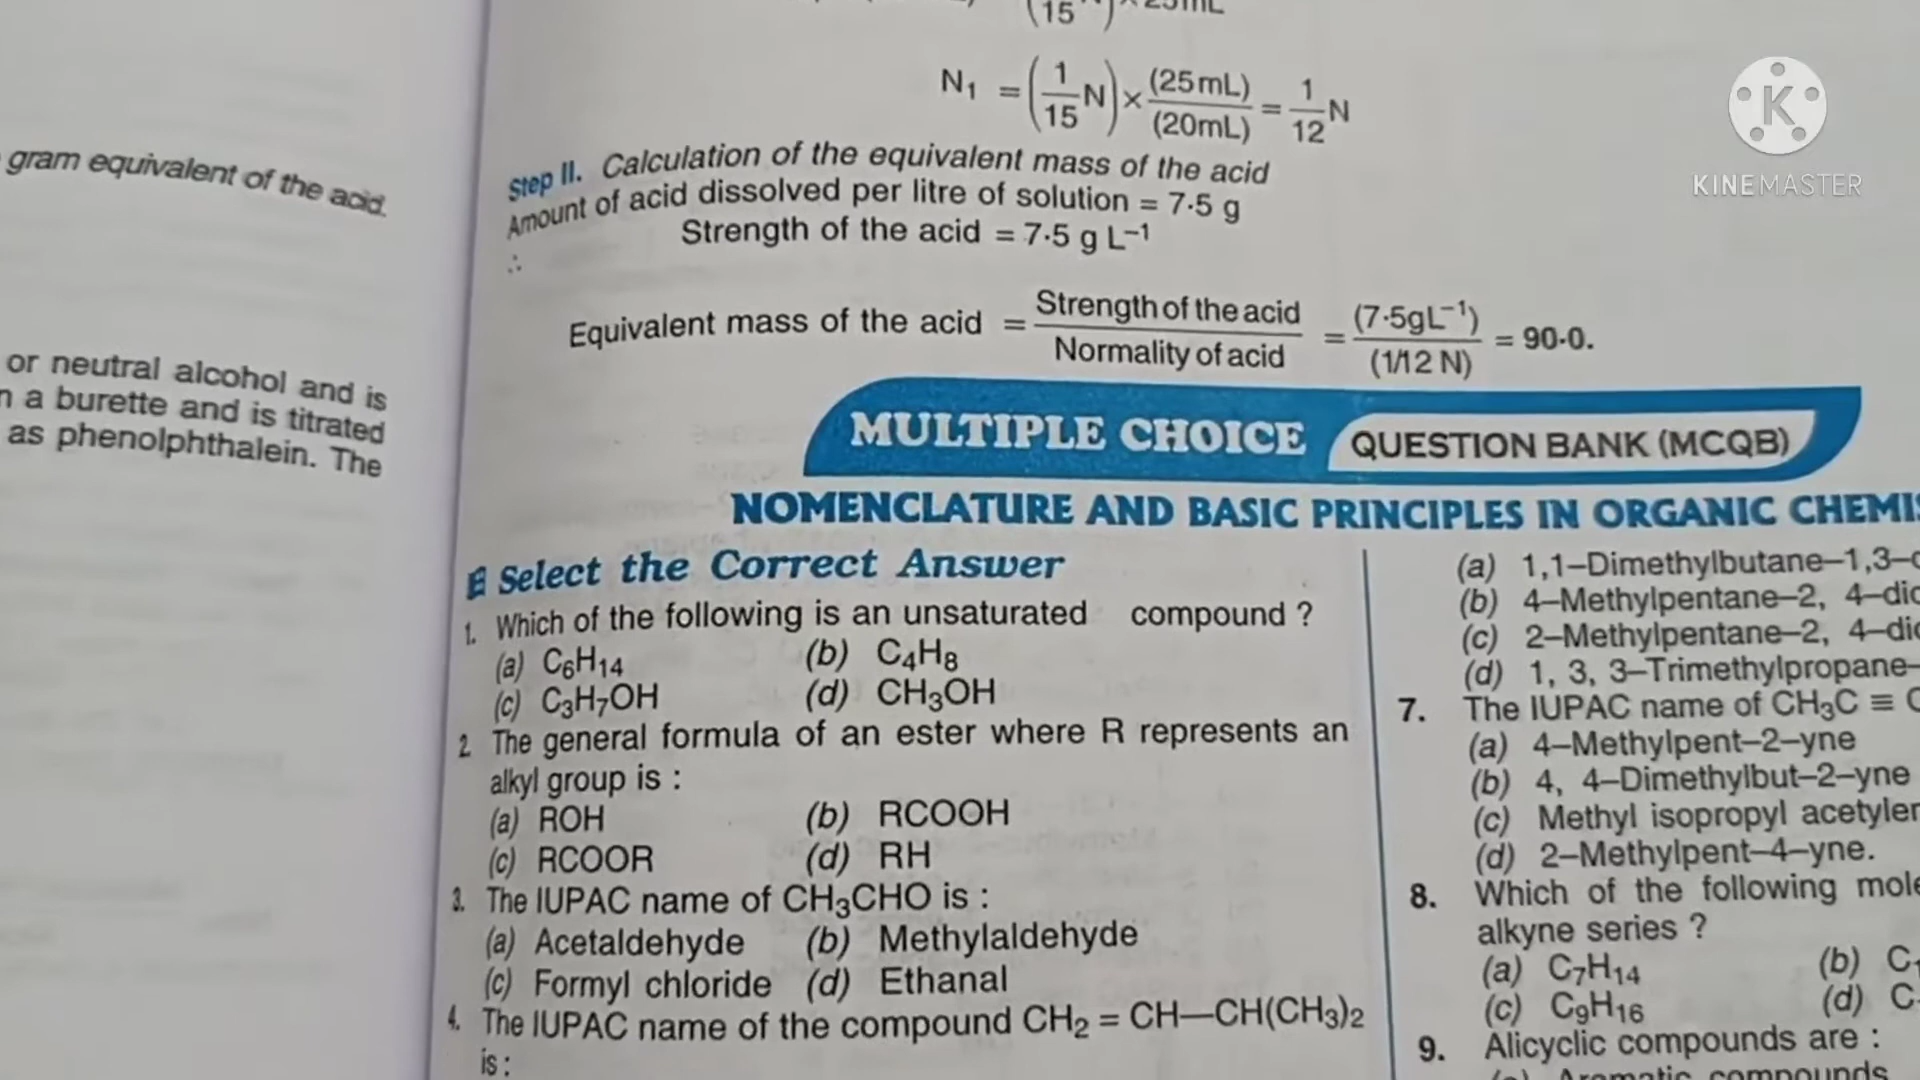 gram equivalent of the acid.
or neutral alcohol and is
a burette and is titrated
as phenolphthalein. The
(15 N) × 25mL
N₁ = (1/15 N) × (25mL)/(20mL) = 1/12 N
Step II. Calculation of the equivalent mass of the acid
Amount of acid dissolved per litre of solution = 7·5 g
∴ Strength of the acid = 7·5 g L⁻¹
Equivalent mass of the acid = Strength of the acid / Normality of acid = (7·5gL⁻¹) / (1/12 N) = 90·0.
MULTIPLE CHOICE QUESTION BANK (MCQB)
NOMENCLATURE AND BASIC PRINCIPLES IN ORGANIC
Select the Correct Answer
1. Which of the following is an unsaturated compound ?
(a) C₆H₁₄ (b) C₄H₈
(c) C₃H₇OH (d) CH₃OH
2. The general formula of an ester where R represents an
alkyl group is :
(a) ROH (b) RCOOH
(c) RCOOR (d) RH
3. The IUPAC name of CH₃CHO is :
(a) Acetaldehyde (b) Methylaldehyde
(c) Formyl chloride (d) Ethanal
4. The IUPAC name of the compound CH₂ = CH—CH(CH₃)₂
is :
(a) 1,1–Dimethylbutane–1,3–
(b) 4–Methylpentane–2, 4–
(c) 2–Methylpentane–2, 4–
(d) 1, 3, 3–Trimethylpropane–
7. The IUPAC name of CH₃C ≡
(a) 4–Methylpent–2–yne
(b) 4, 4–Dimethylbut–2–yne
(c) Methyl isopropyl
(d) 2–Methylpent–4–yne.
8. Which of the following
alkyne series ?
(a) C₇H₁₄ (b)
(c) C₉H₁₆ (d)
9. Alicyclic compounds are :
K
KINEMASTER